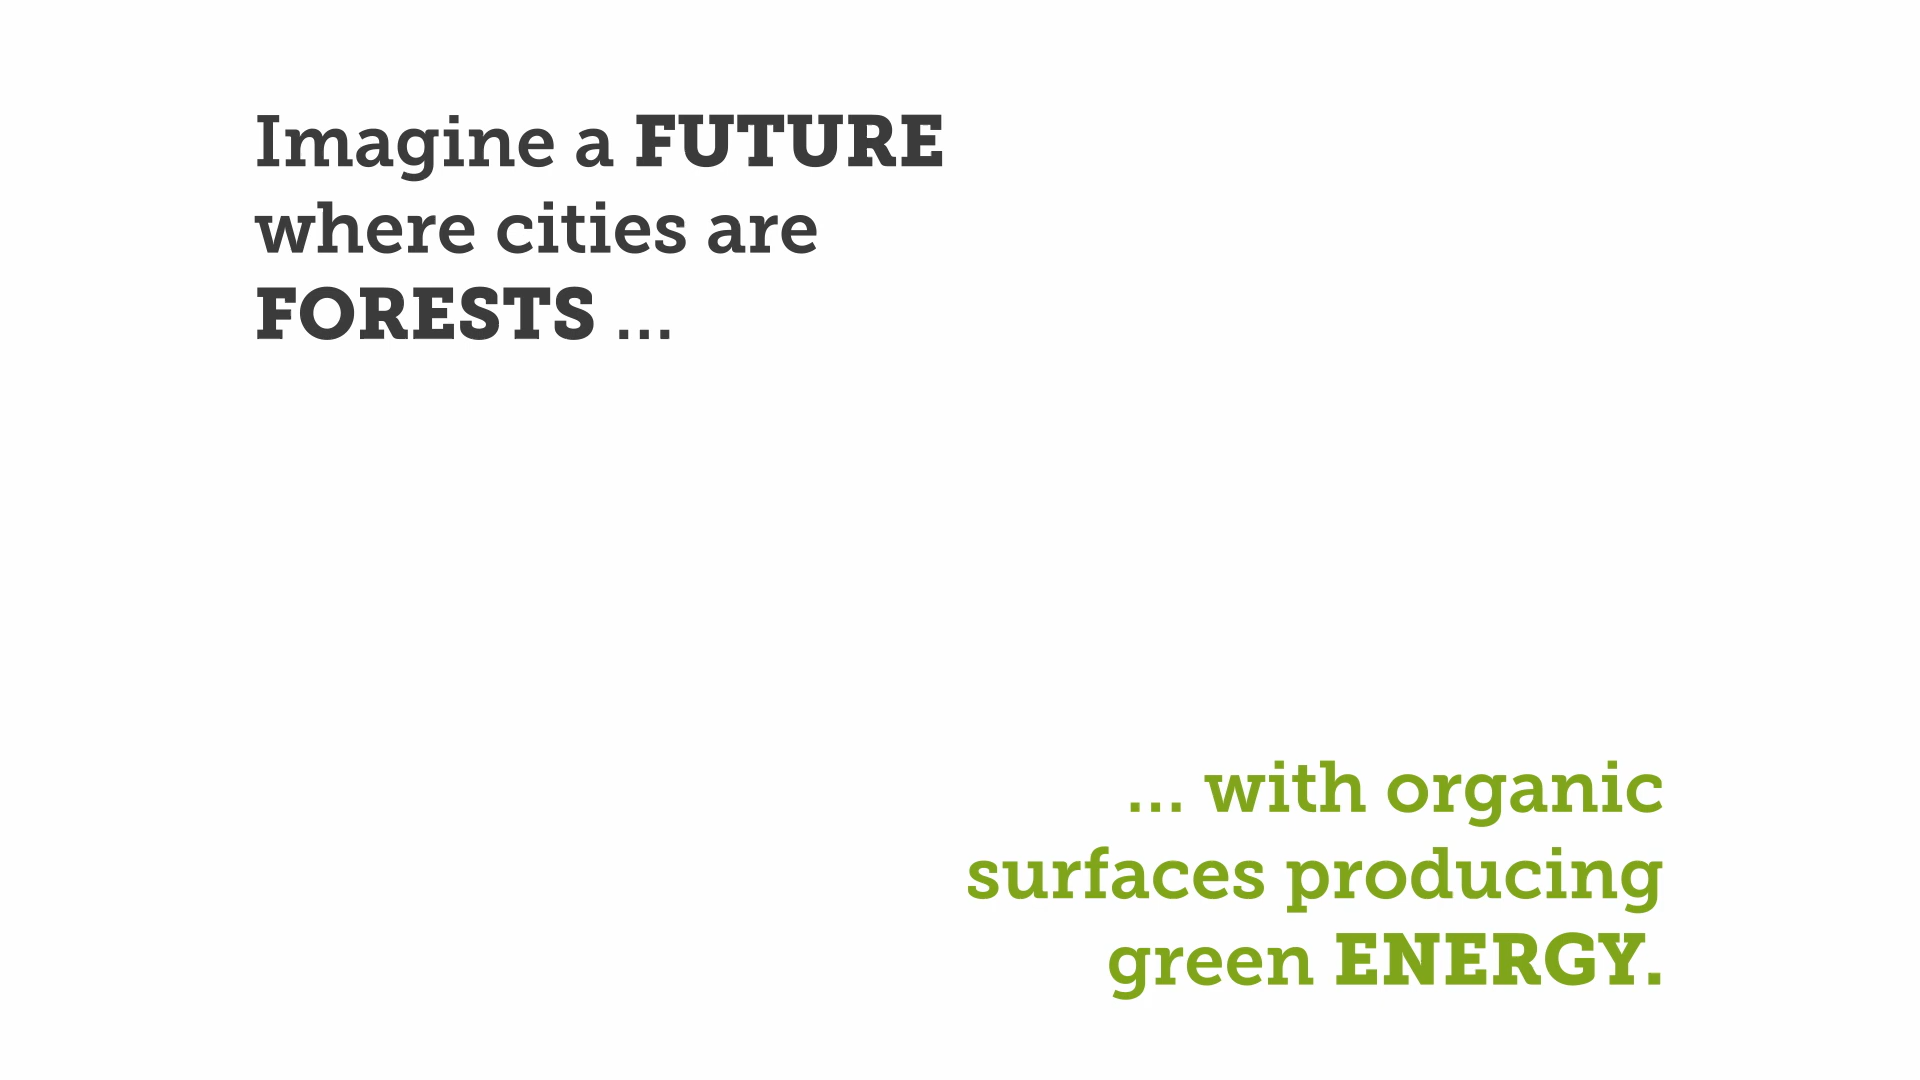 Imagine a FUTURE
where cities are
FORESTS ...
... with organic
surfaces producing
green ENERGY.